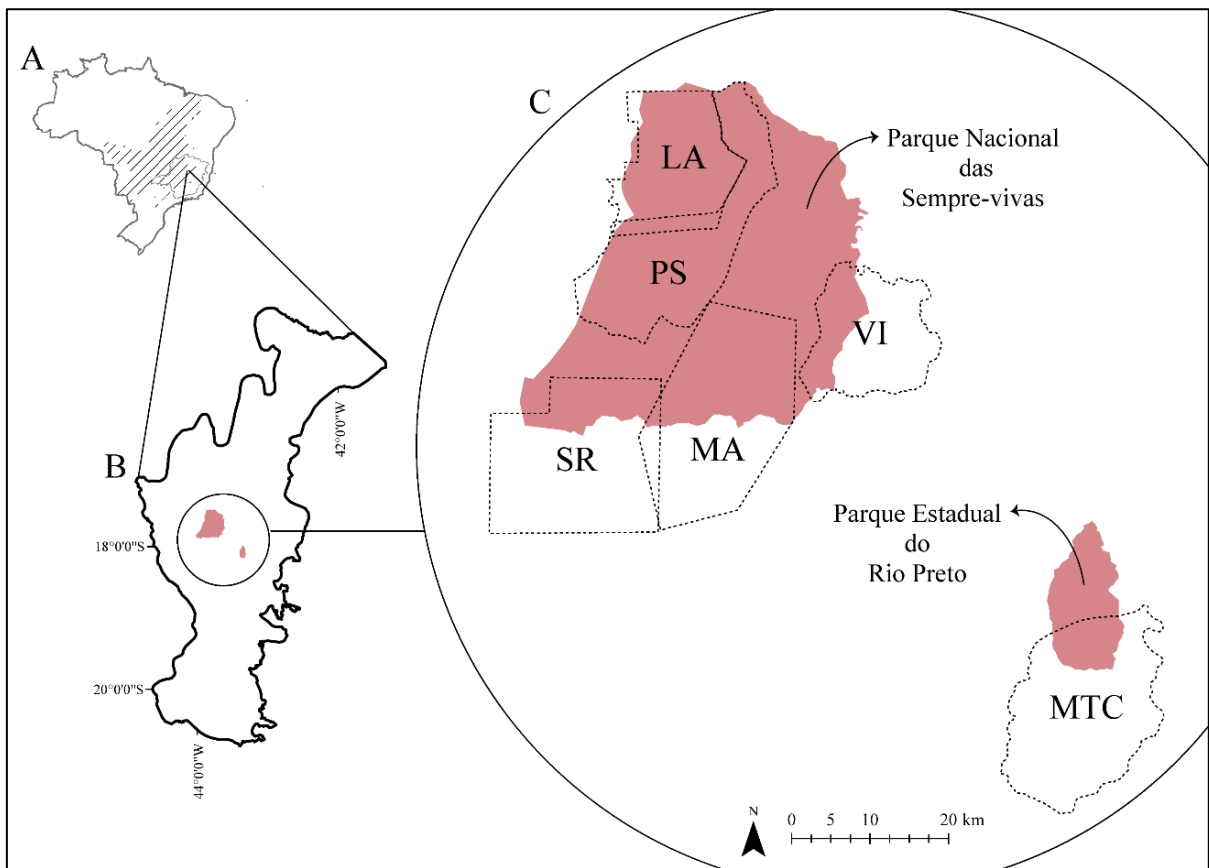 A
B
42°0'0"W
18°0'0"S
20°0'0"S
44°0'0"W
C
LA
PS
VI
SR
MA
Parque Nacional
das
Sempre-vivas
Parque Estadual
do
Rio Preto
MTC
N
0 5 10 20 km